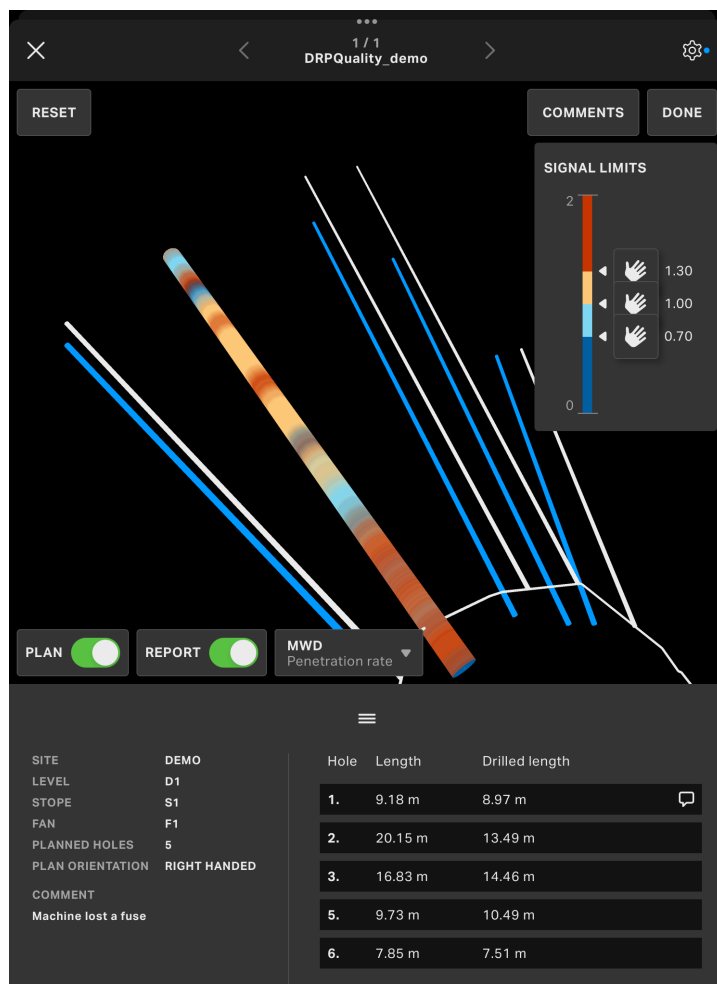 1 / 1
DRPQuality_demo
RESET
COMMENTS
DONE
SIGNAL LIMITS
2
1.30
1.00
0.70
0
PLAN
REPORT
MWD
Penetration rate
SITE DEMO
LEVEL D1
STOPE S1
FAN F1
PLANNED HOLES 5
PLAN ORIENTATION RIGHT HANDED
COMMENT
Machine lost a fuse
Hole Length Drilled length
1. 9.18 m 8.97 m
2. 20.15 m 13.49 m
3. 16.83 m 14.46 m
5. 9.73 m 10.49 m
6. 7.85 m 7.51 m